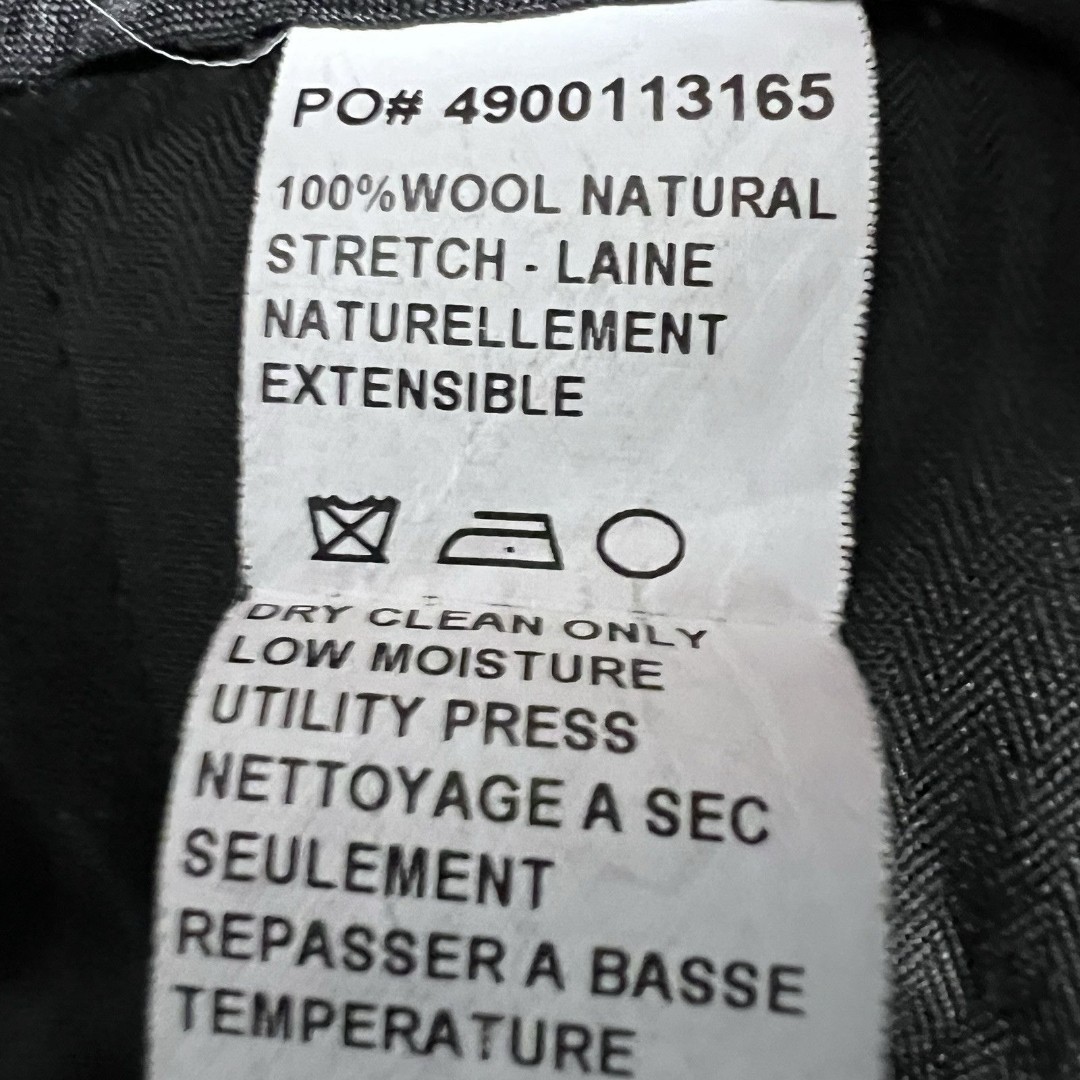 PO# 4900113165
100%WOOL NATURAL
STRETCH - LAINE
NATURELLEMENT
EXTENSIBLE
DRY CLEAN ONLY
LOW MOISTURE
UTILITY PRESS
NETTOYAGE A SEC
SEULEMENT
REPASSER A BASSE
TEMPERATURE